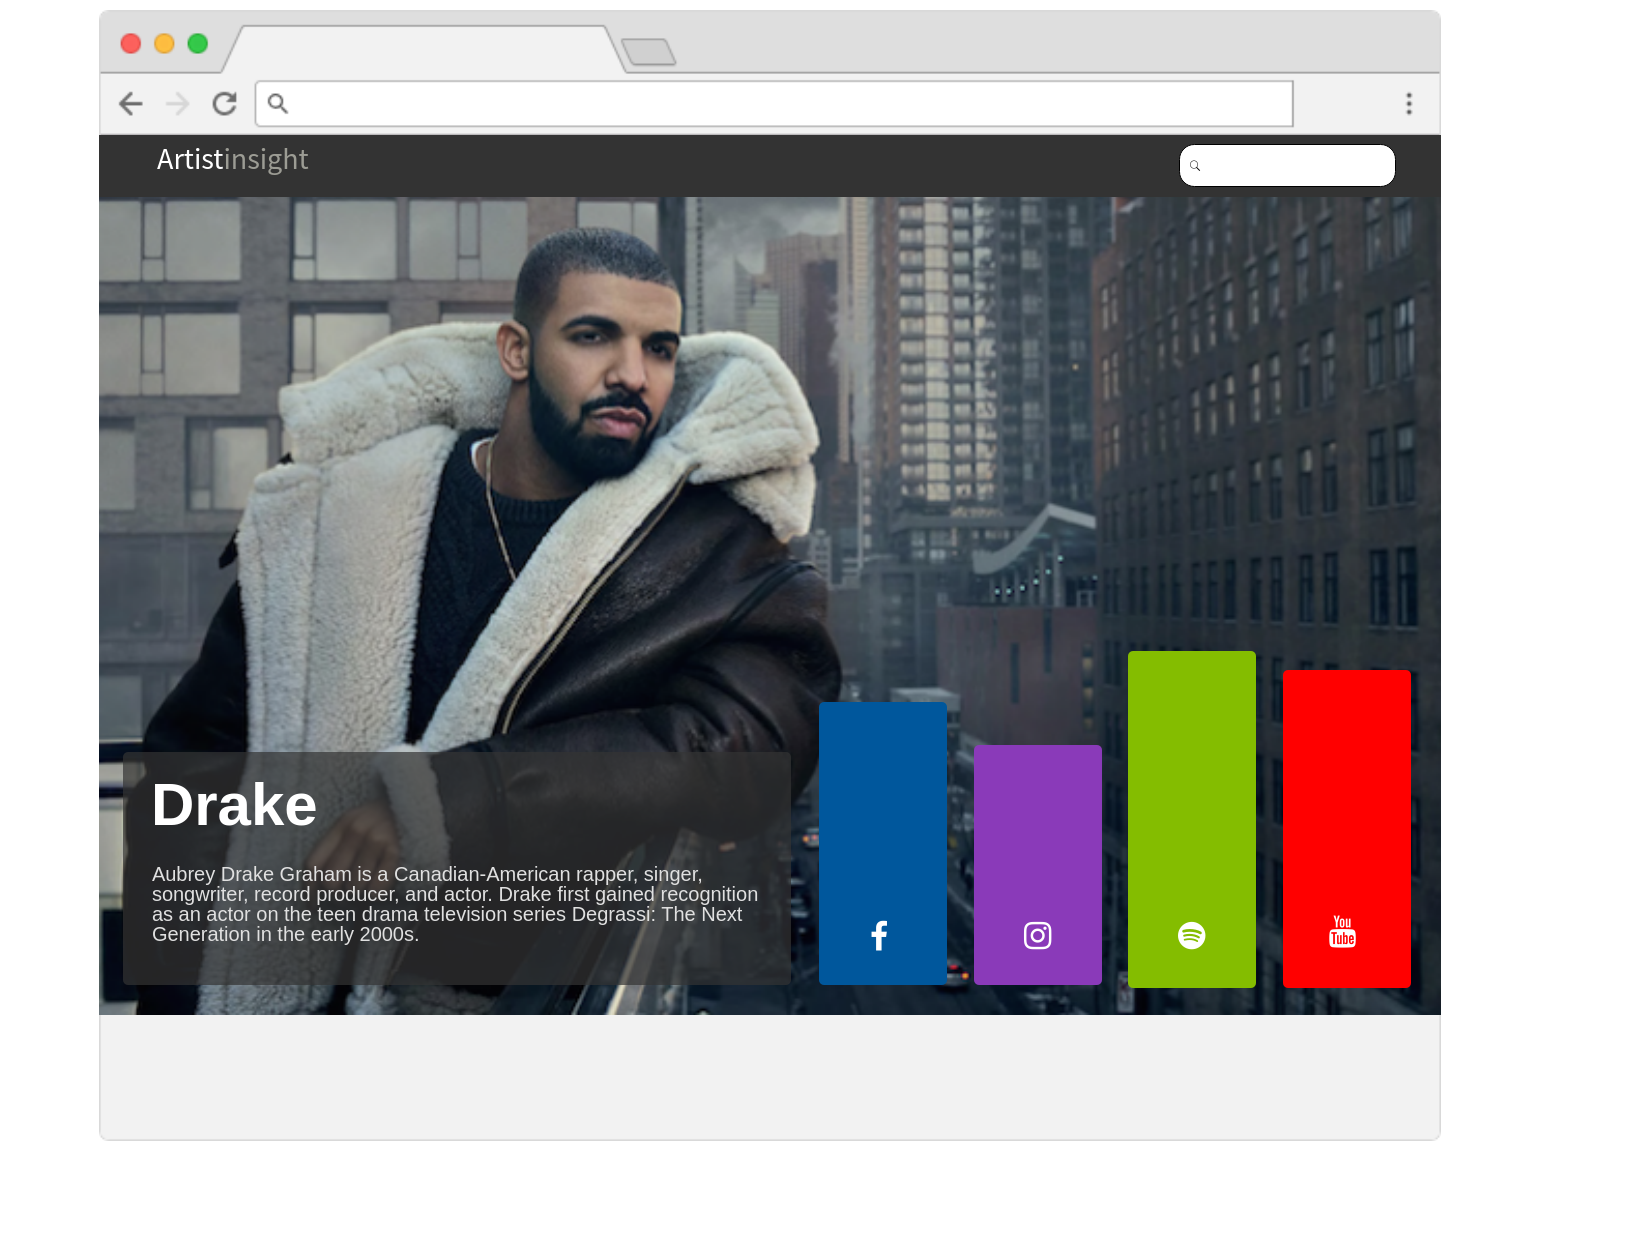 Artistinsight
Drake
Aubrey Drake Graham is a Canadian-American rapper, singer,
songwriter, record producer, and actor. Drake first gained recognition
as an actor on the teen drama television series Degrassi: The Next
Generation in the early 2000s.
You
Tube